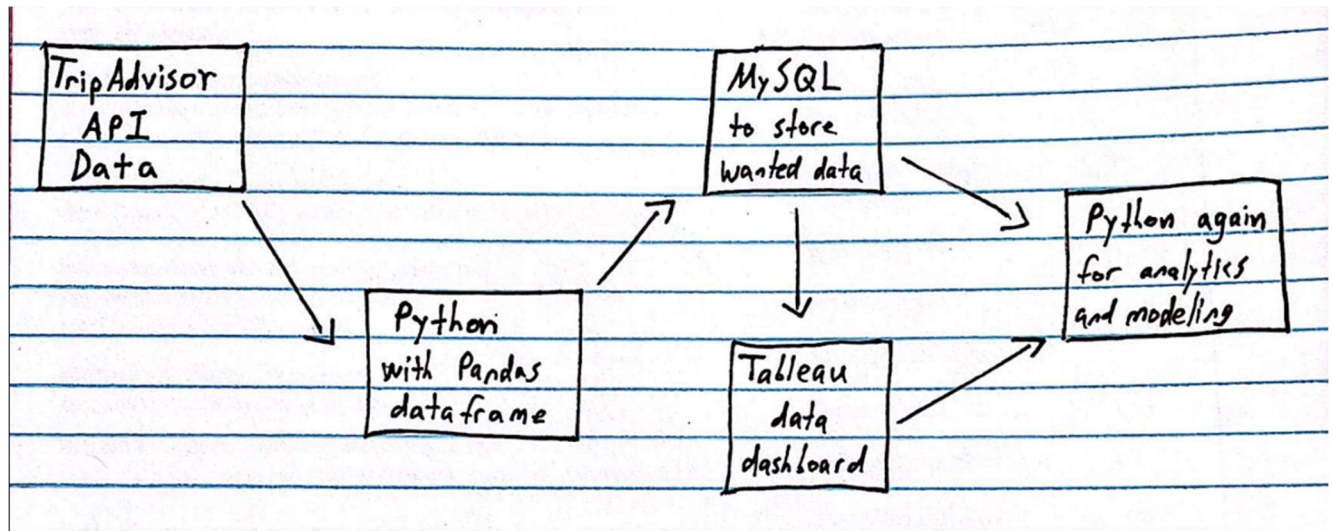 TripAdvisor
API
Data
Python
with Pandas
dataframe
MySQL
to store
wanted data
Tableau
data
dashboard
Python again
for analytics
and modeling